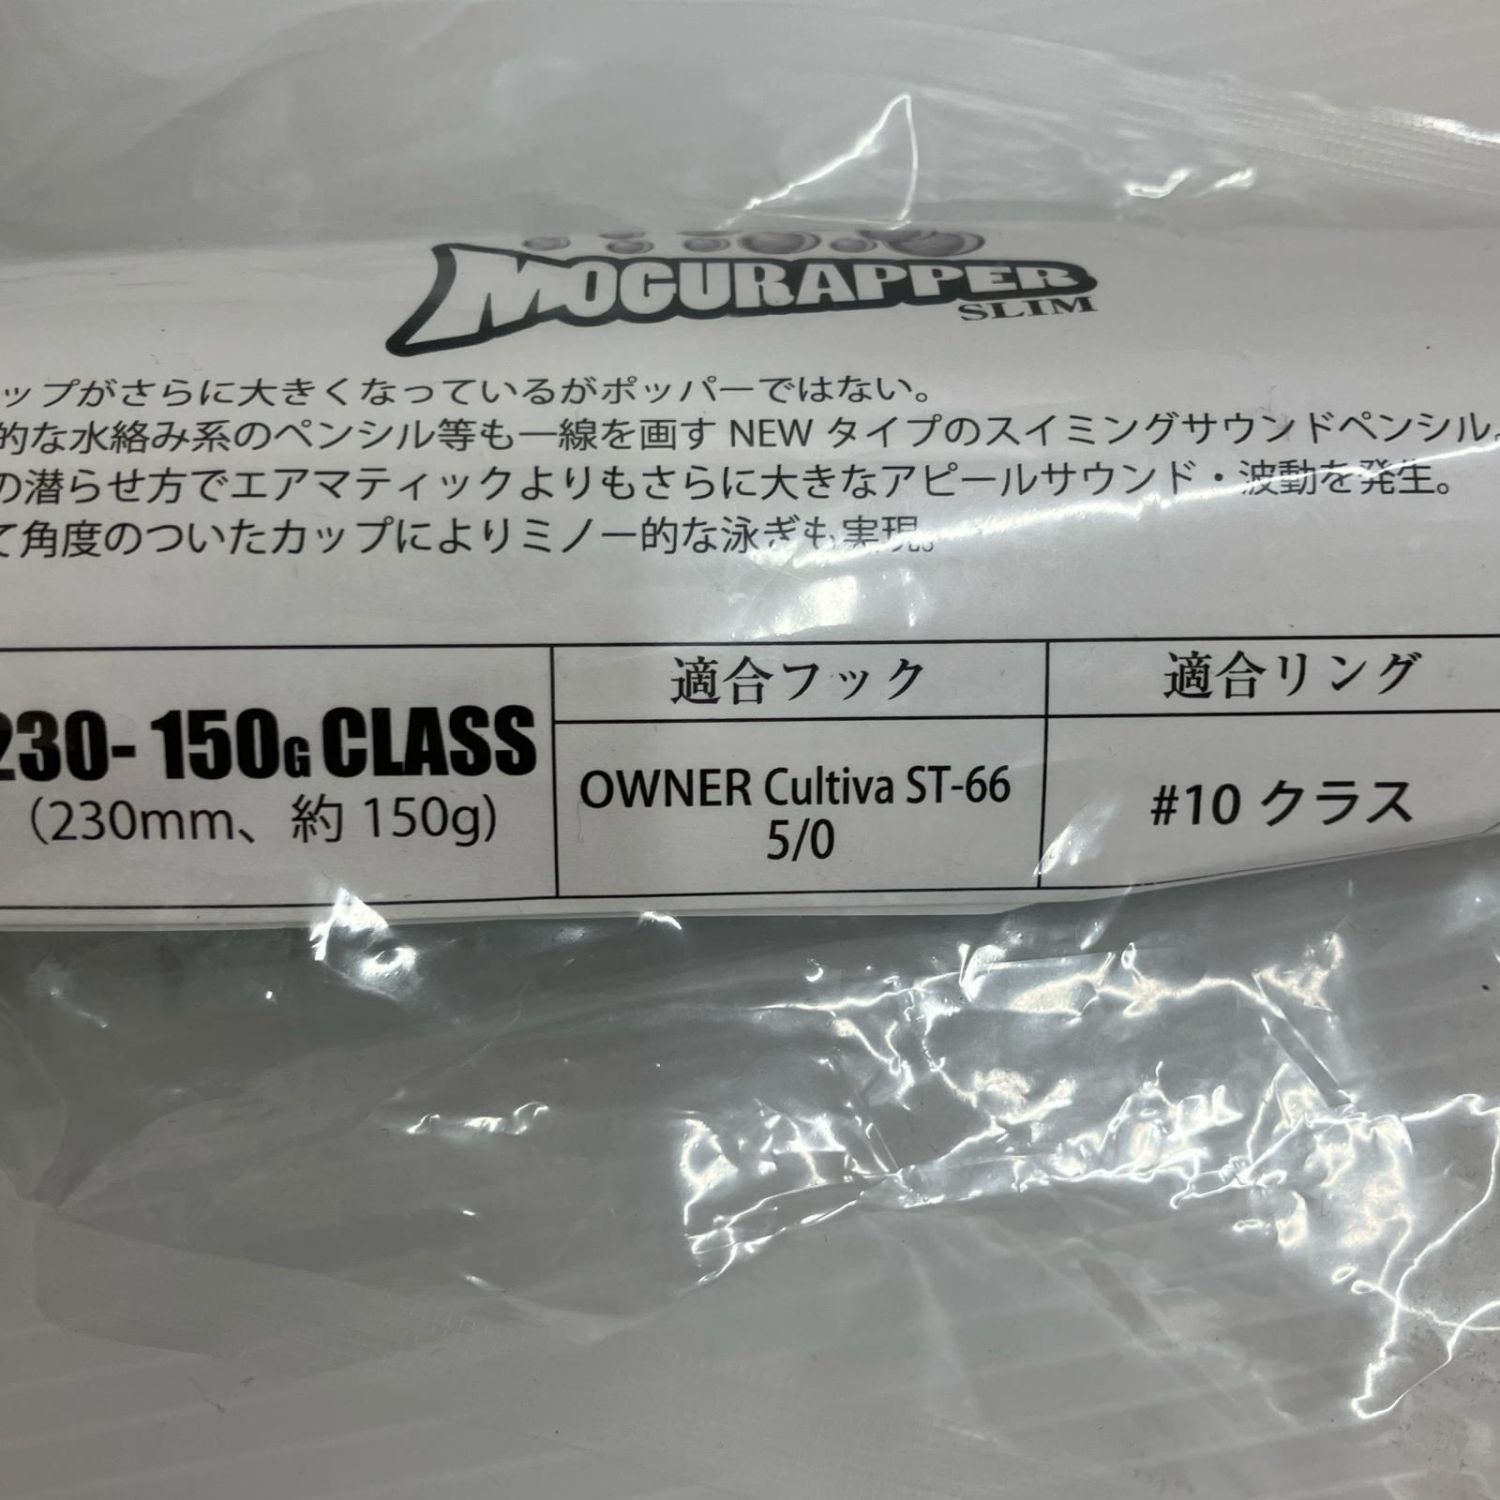 MOGURAPPER
SLIM
ップがさらに大きくなっているがポッパーではない。
的な水絡み系のペンシル等も一線を画す NEW タイプのスイミングサウンドペンシル。
の潜らせ方でエアマティックよりもさらに大きなアピールサウンド・波動を発生。
て角度のついたカップによりミノー的な泳ぎも実現。
230- 150G CLASS
(230mm、約 150g)
適合フック
OWNER Cultiva ST-66
5/0
適合リング
#10 クラス